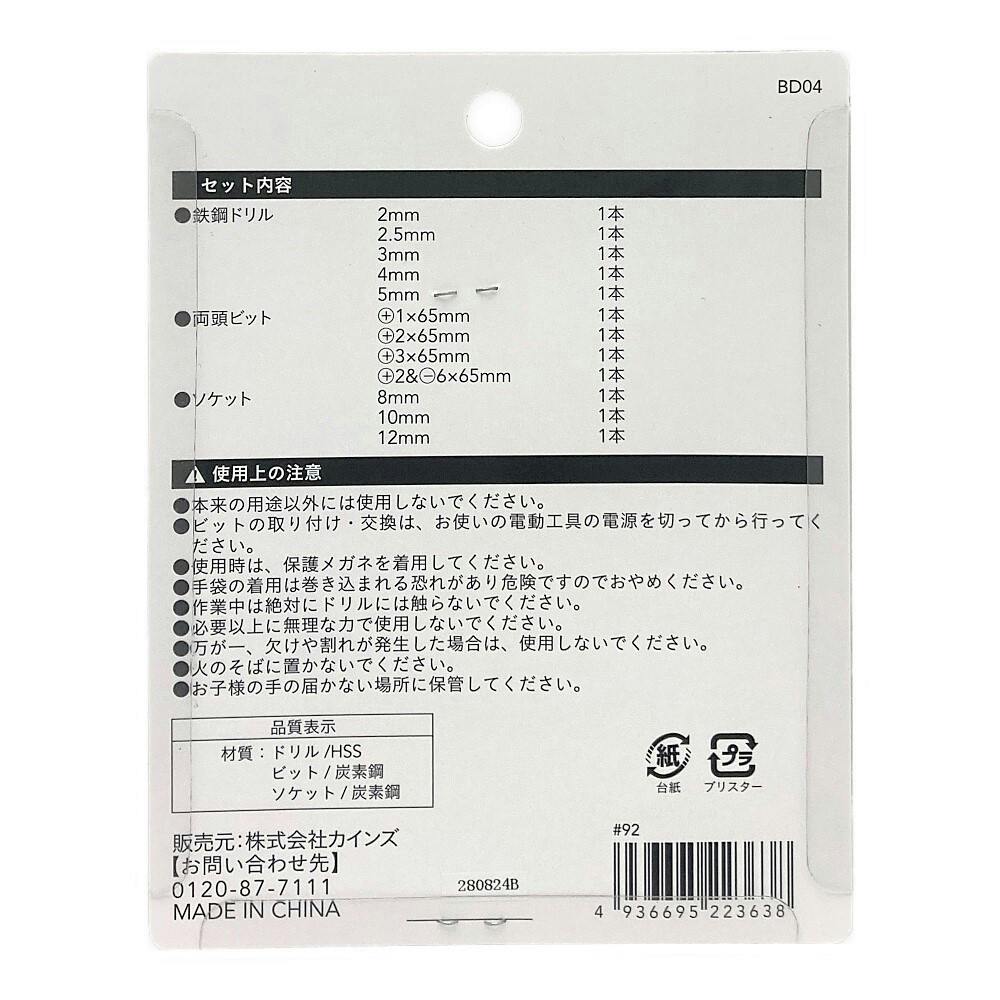 BD04
セット内容
●鉄鋼ドリル 2mm 1本
2.5mm 1本
3mm 1本
4mm 1本
5mm 1本
●両頭ビット ⊕1×65mm 1本
⊕2×65mm 1本
⊕3×65mm 1本
⊕2&⊖6×65mm 1本
●ソケット 8mm 1本
10mm 1本
12mm 1本
⚠ 使用上の注意
●本来の用途以外には使用しないでください。
●ビットの取り付け・交換は、お使いの電動工具の電源を切ってから行ってく
ださい。
●使用時は、保護メガネを着用してください。
●手袋の着用は巻き込まれる恐れがあり危険ですのでおやめください。
●作業中は絶対にドリルには触らないでください。
●必要以上に無理な力で使用しないでください。
●万が一、欠けや割れが発生した場合は、使用しないでください。
●火のそばに置かないでください。
●お子様の手の届かない場所に保管してください。
品質表示
材質:ドリル/HSS
ビット/炭素鋼
ソケット/炭素鋼
紙 プラ
台紙 ブリスター
販売元:株式会社カインズ
【お問い合わせ先】
0120-87-7111
MADE IN CHINA
280824B
#92
4 936695 223638